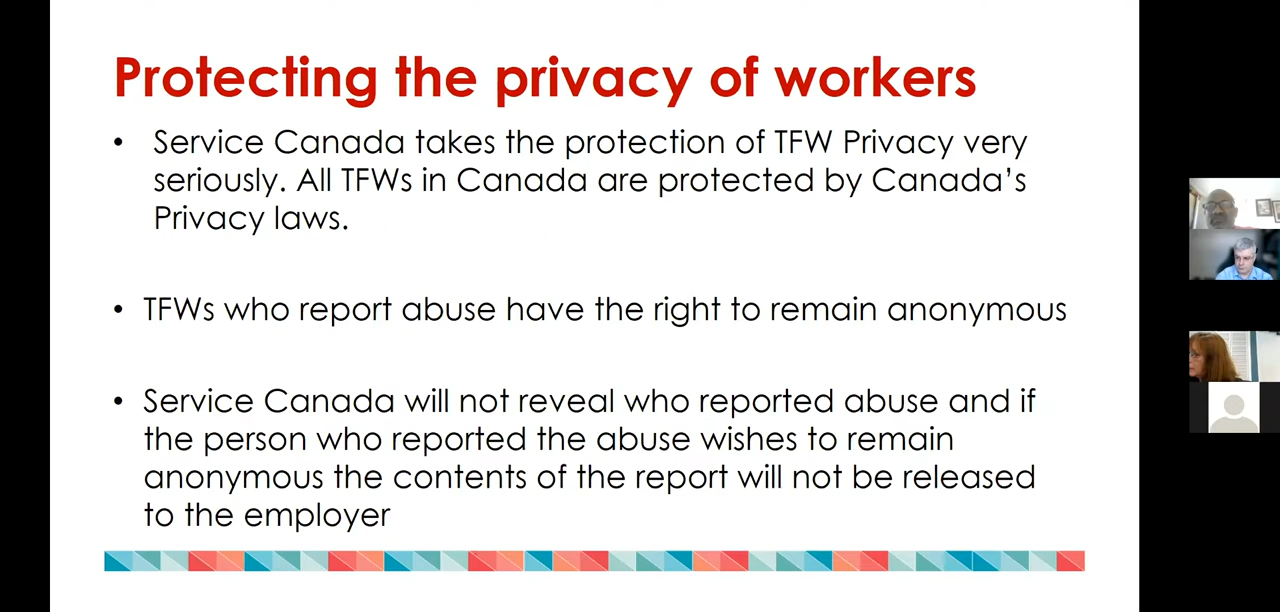 Protecting the privacy of workers
• Service Canada takes the protection of TFW Privacy very
seriously. All TFWs in Canada are protected by Canada’s
Privacy laws.
• TFWs who report abuse have the right to remain anonymous
• Service Canada will not reveal who reported abuse and if
the person who reported the abuse wishes to remain
anonymous the contents of the report will not be released
to the employer